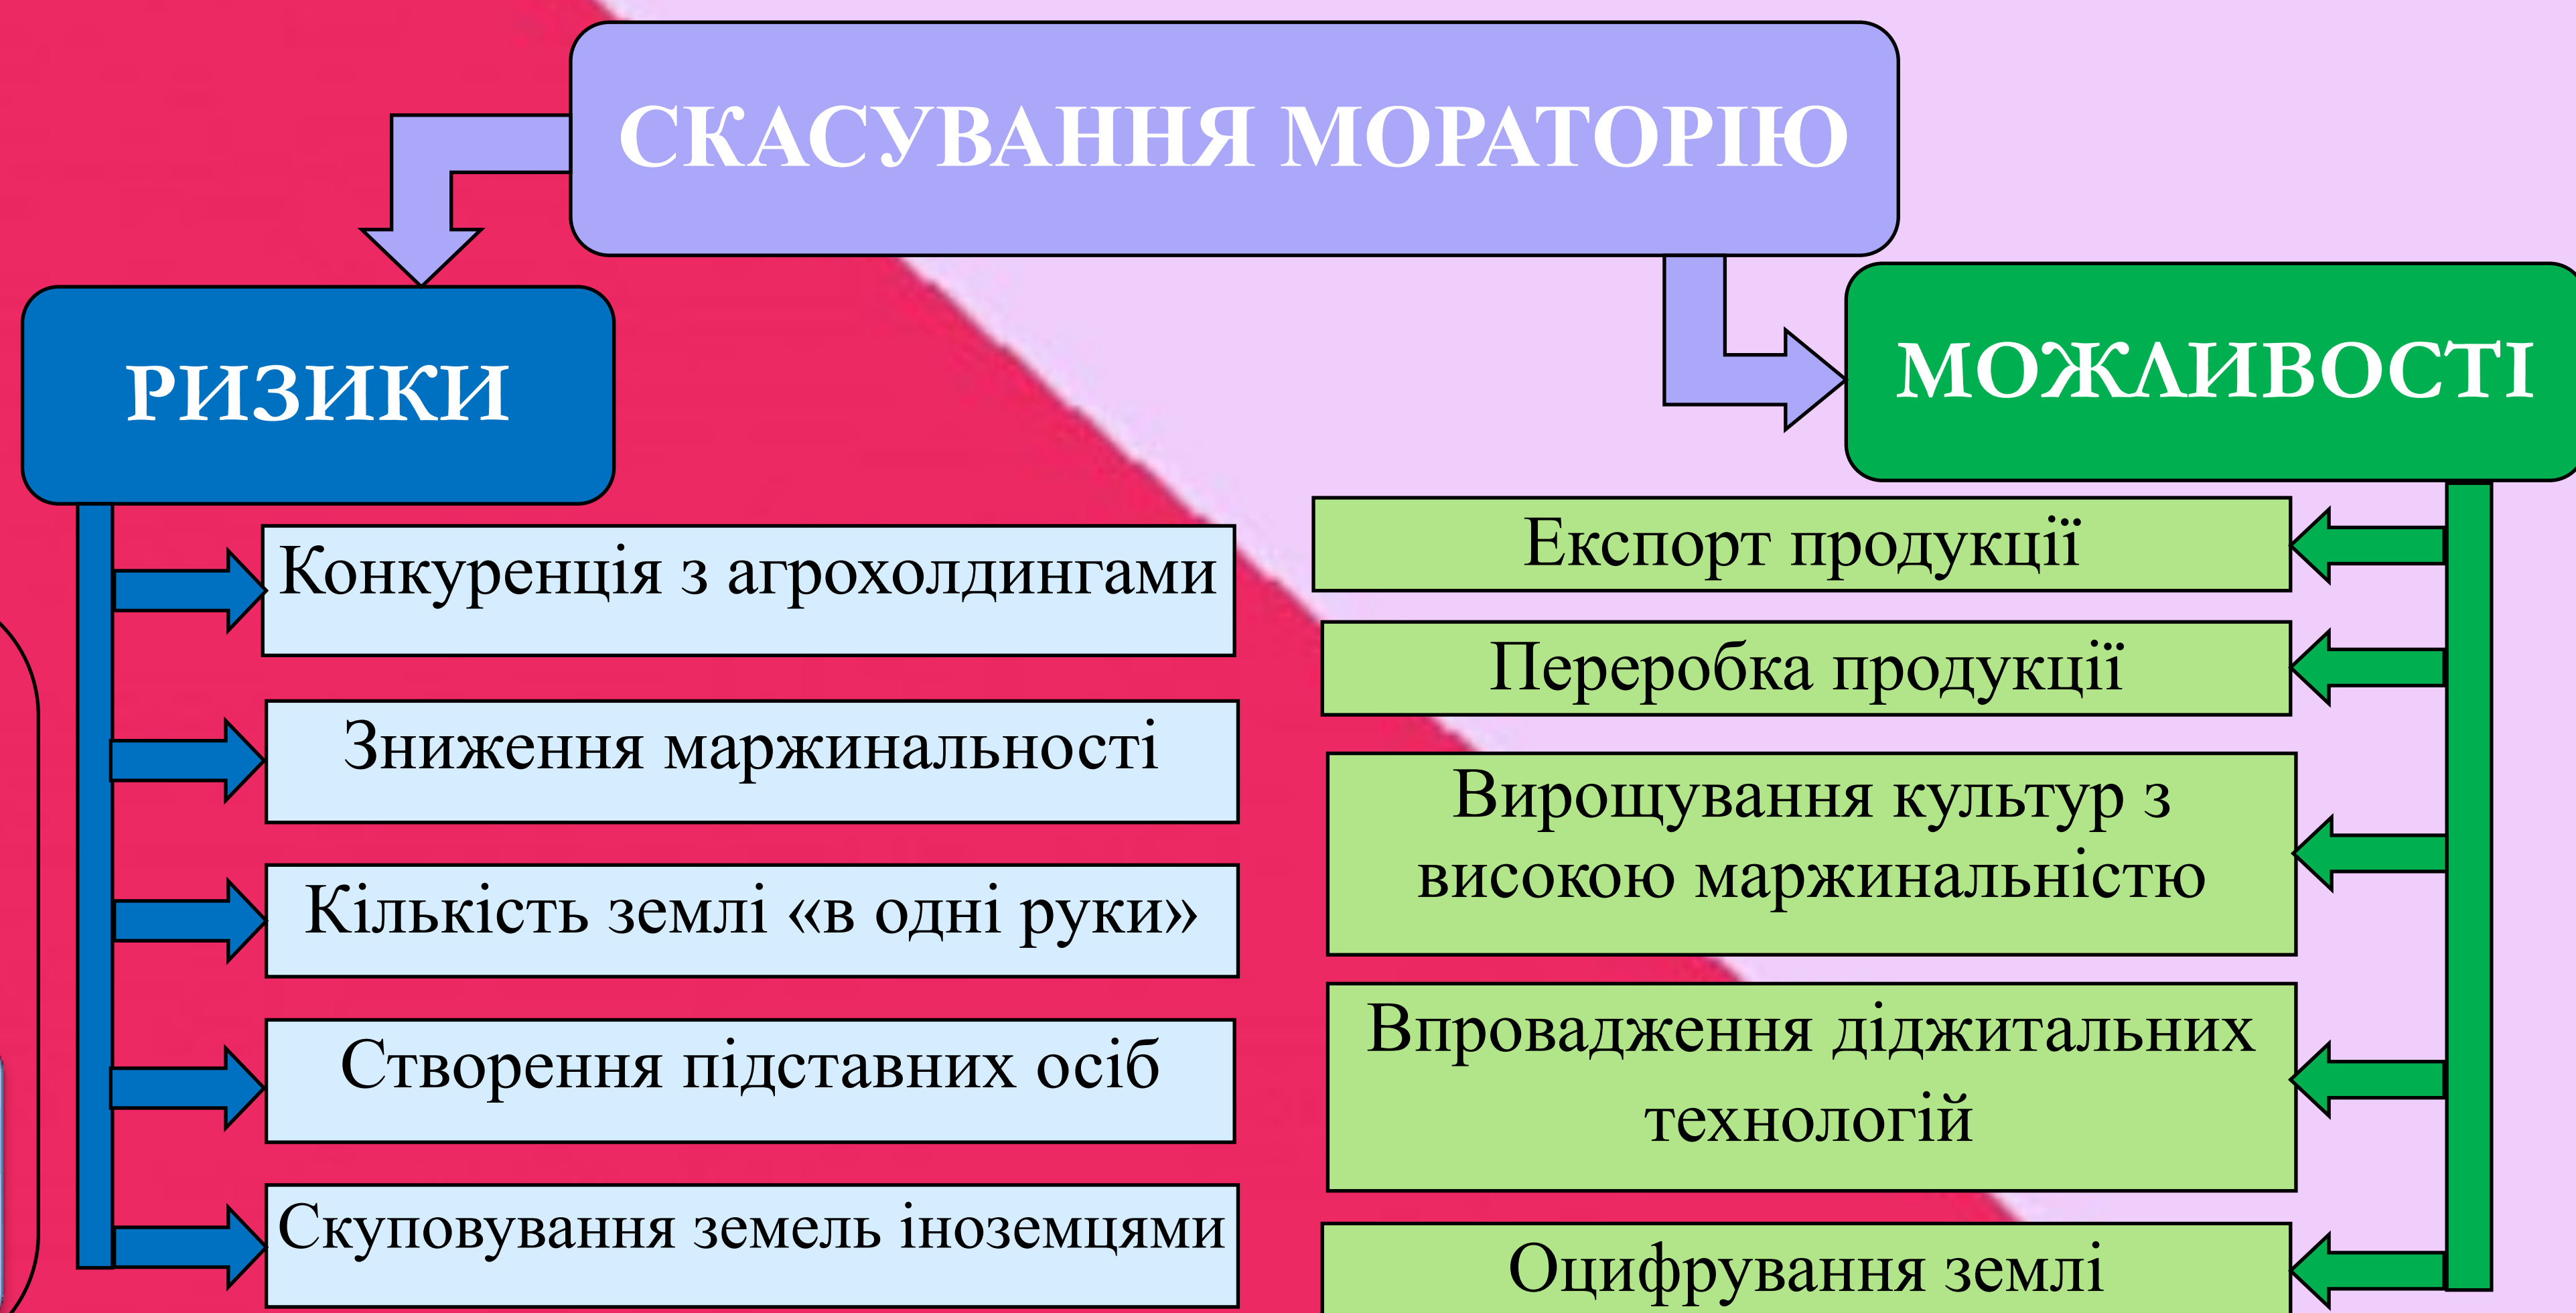 СКАСУВАННЯ МОРАТОРІЮ
РИЗИКИ
Конкуренція з агрохолдингами
Зниження маржинальності
Кількість землі «в одні руки»
Створення підставних осіб
Скуповування земель іноземцями
МОЖЛИВОСТІ
Експорт продукції
Переробка продукції
Вирощування культур з
високою маржинальністю
Впровадження діджитальних
технологій
Оцифрування землі